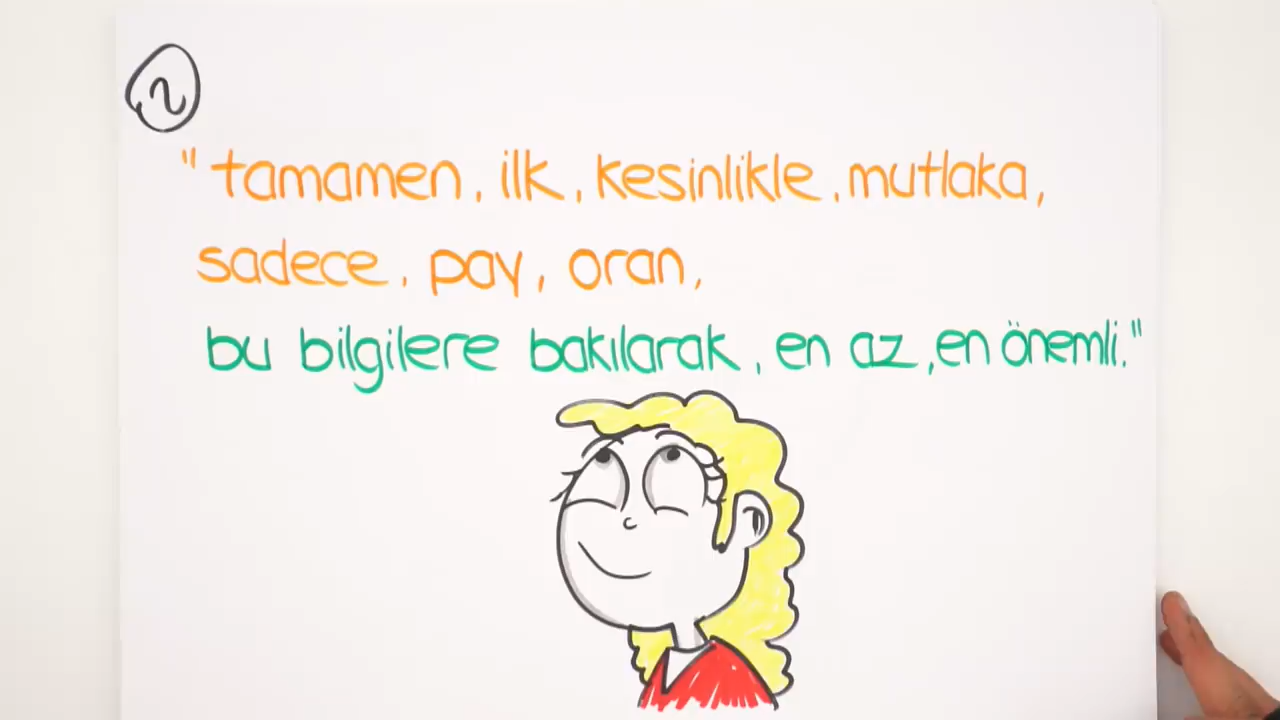 2
"tamamen, ilk, kesinlikle, mutlaka,
sadece, pay, oran,
bu bilgilere bakılarak, en az, en önemli."